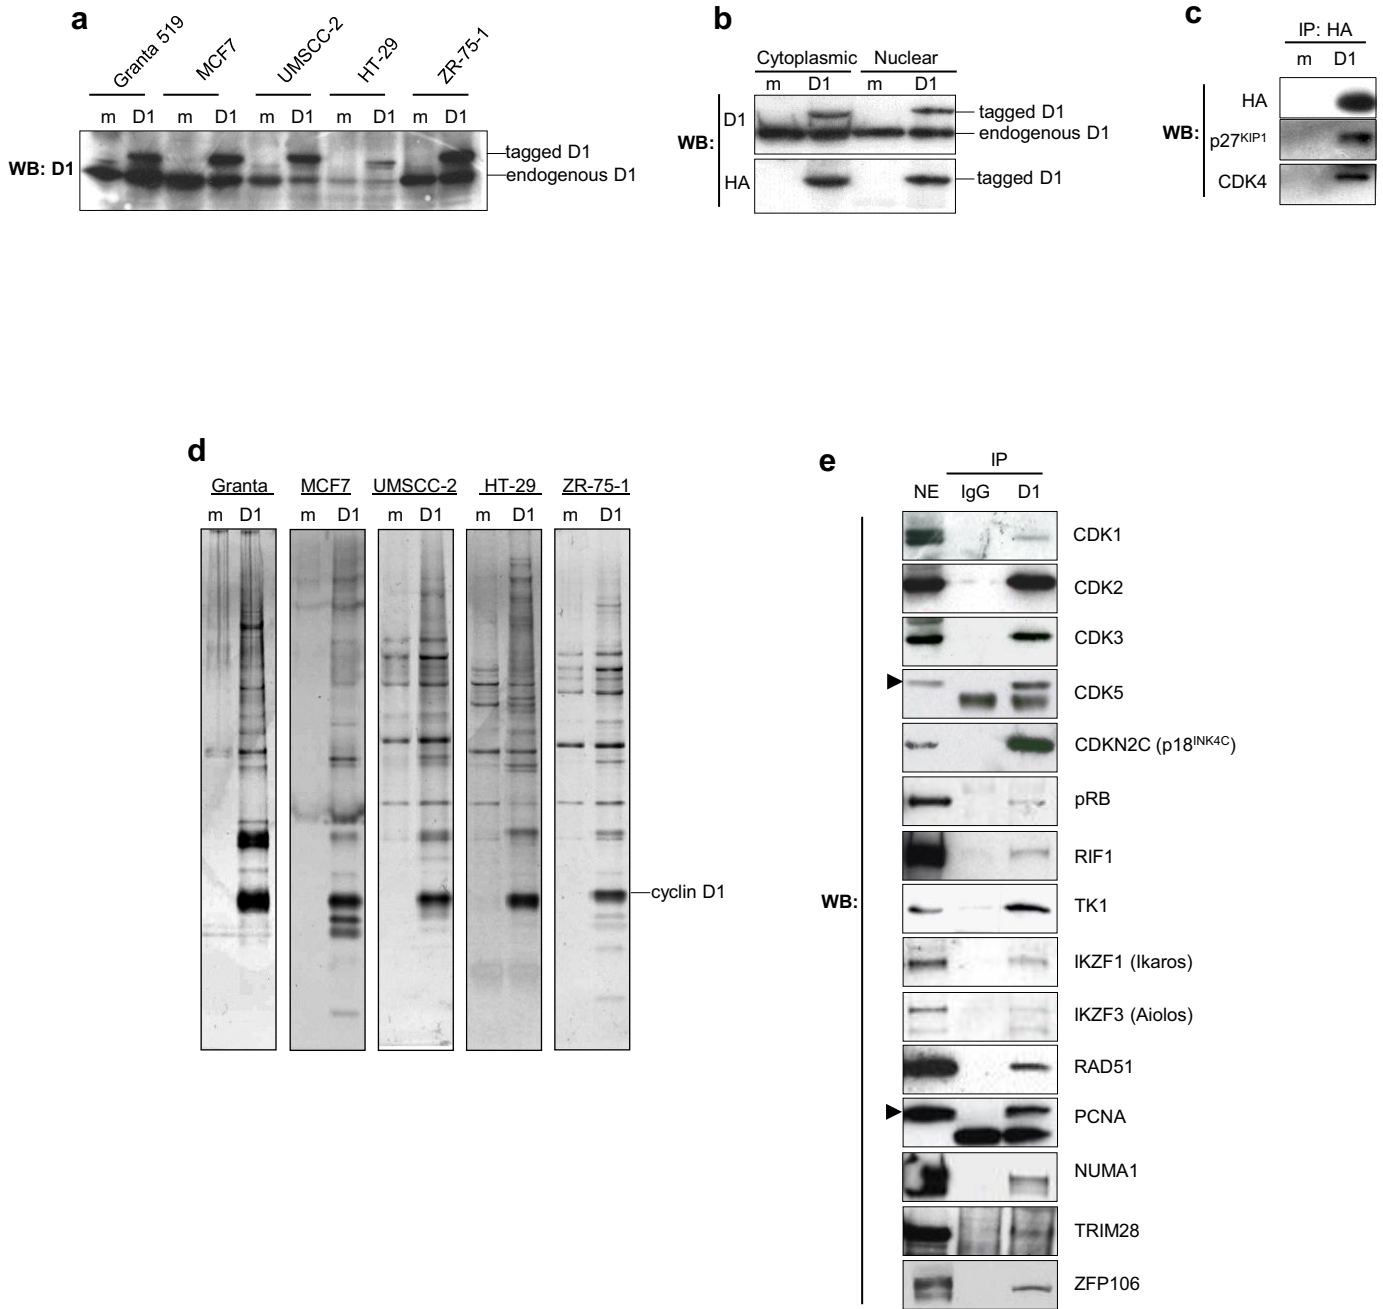 a
Granta 519 MCF7 UMSCC-2 HT-29 ZR-75-1
m D1 m D1 m D1 m D1 m D1
WB: D1
tagged D1
endogenous D1
b
Cytoplasmic Nuclear
m D1 m D1
WB:
D1
tagged D1
endogenous D1
HA
tagged D1
c
IP: HA
m D1
WB:
HA
p27KIP1
CDK4
d
Granta MCF7 UMSCC-2 HT-29 ZR-75-1
m D1 m D1 m D1 m D1 m D1
cyclin D1
e
IP
NE IgG D1
WB:
CDK1
CDK2
CDK3
CDK5
CDKN2C (p18INK4C)
pRB
RIF1
TK1
IKZF1 (Ikaros)
IKZF3 (Aiolos)
RAD51
PCNA
NUMA1
TRIM28
ZFP106